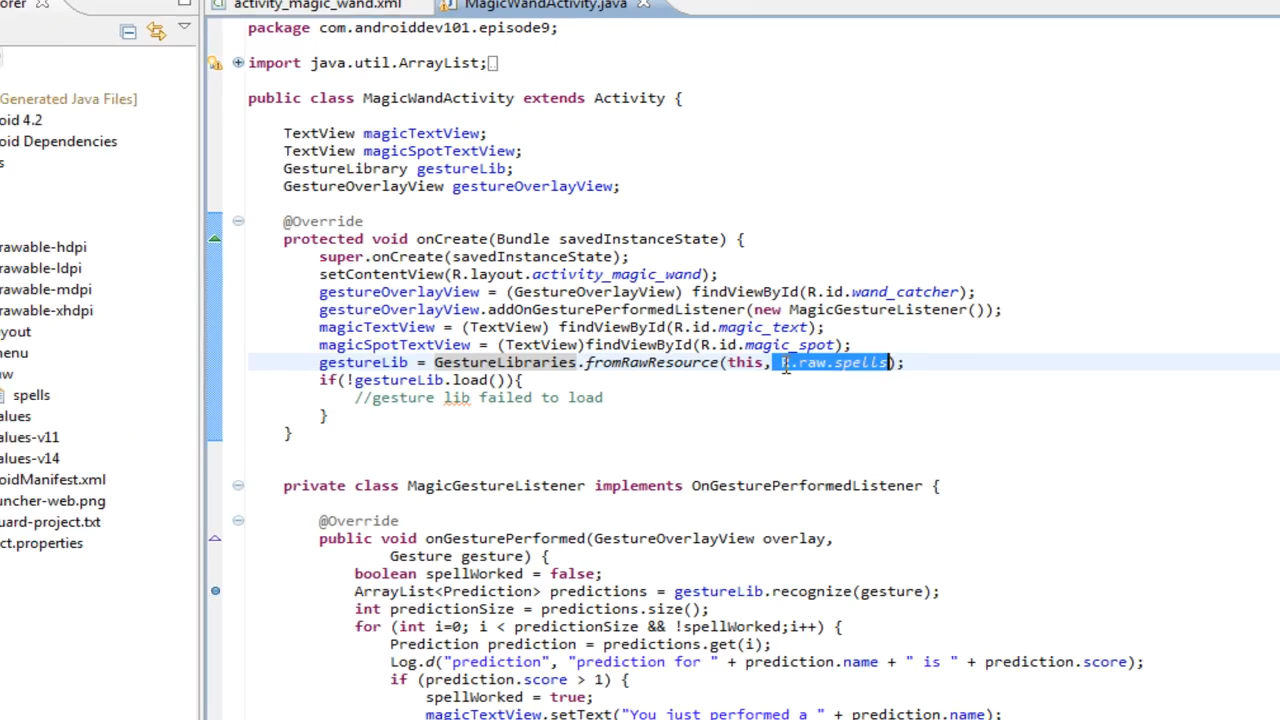 orer
activity_magic_wand.xml
MagicWandActivity.java
package com.androiddev101.episode9;
import java.util.ArrayList;
public class MagicWandActivity extends Activity {
TextView magicTextView;
TextView magicSpotTextView;
GestureLibrary gestureLib;
GestureOverlayView gestureOverlayView;
@Override
protected void onCreate(Bundle savedInstanceState) {
super.onCreate(savedInstanceState);
setContentView(R.layout.activity_magic_wand);
gestureOverlayView = (GestureOverlayView) findViewById(R.id.wand_catcher);
gestureOverlayView.addOnGesturePerformedListener(new MagicGestureListener());
magicTextView = (TextView) findViewById(R.id.magic_text);
magicSpotTextView = (TextView)findViewById(R.id.magic_spot);
gestureLib = GestureLibraries.fromRawResource(this, R.raw.spells);
if(!gestureLib.load()){
//gesture lib failed to load
}
}
private class MagicGestureListener implements OnGesturePerformedListener {
@Override
public void onGesturePerformed(GestureOverlayView overlay,
Gesture gesture) {
boolean spellWorked = false;
ArrayList<Prediction> predictions = gestureLib.recognize(gesture);
int predictionSize = predictions.size();
for (int i=0; i < predictionSize && !spellWorked;i++) {
Prediction prediction = predictions.get(i);
Log.d("prediction", "prediction for " + prediction.name + " is " + prediction.score);
if (prediction.score > 1) {
spellWorked = true;
magicTextView.setText("You just performed a " + prediction.name);
Generated Java Files]
oid 4.2
oid Dependencies
s
rawable-hdpi
rawable-ldpi
rawable-mdpi
rawable-xhdpi
yout
nenu
aw
spells
alues
alues-v11
alues-v14
oidManifest.xml
uncher-web.png
uard-project.txt
ct.properties